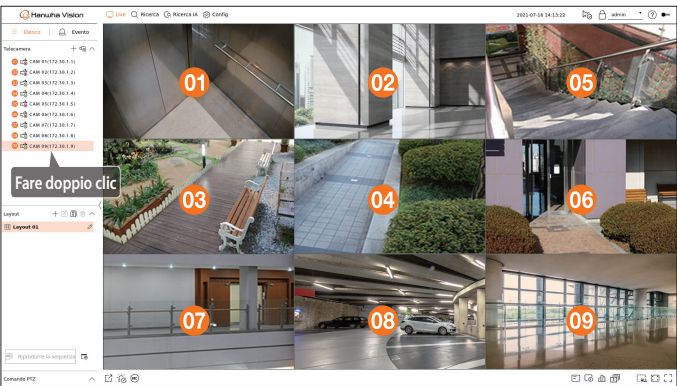 Hanwha Vision
Live Ricerca Ricerca IA Config
2021-07-16 14:13:22
admin
Elenco Evento
Telecamera
CAM 01(172.30.1.1)
CAM 02(172.30.1.2)
CAM 03(172.30.1.3)
CAM 04(172.30.1.4)
CAM 05(172.30.1.5)
CAM 06(172.30.1.6)
CAM 07(172.30.1.7)
CAM 08(172.30.1.8)
CAM 09(172.30.1.9)
Fare doppio clic
Layout
Layout 01
Riprodurre la sequenza
Comando PTZ
01
02
05
03
04
06
07
08
09
ALL